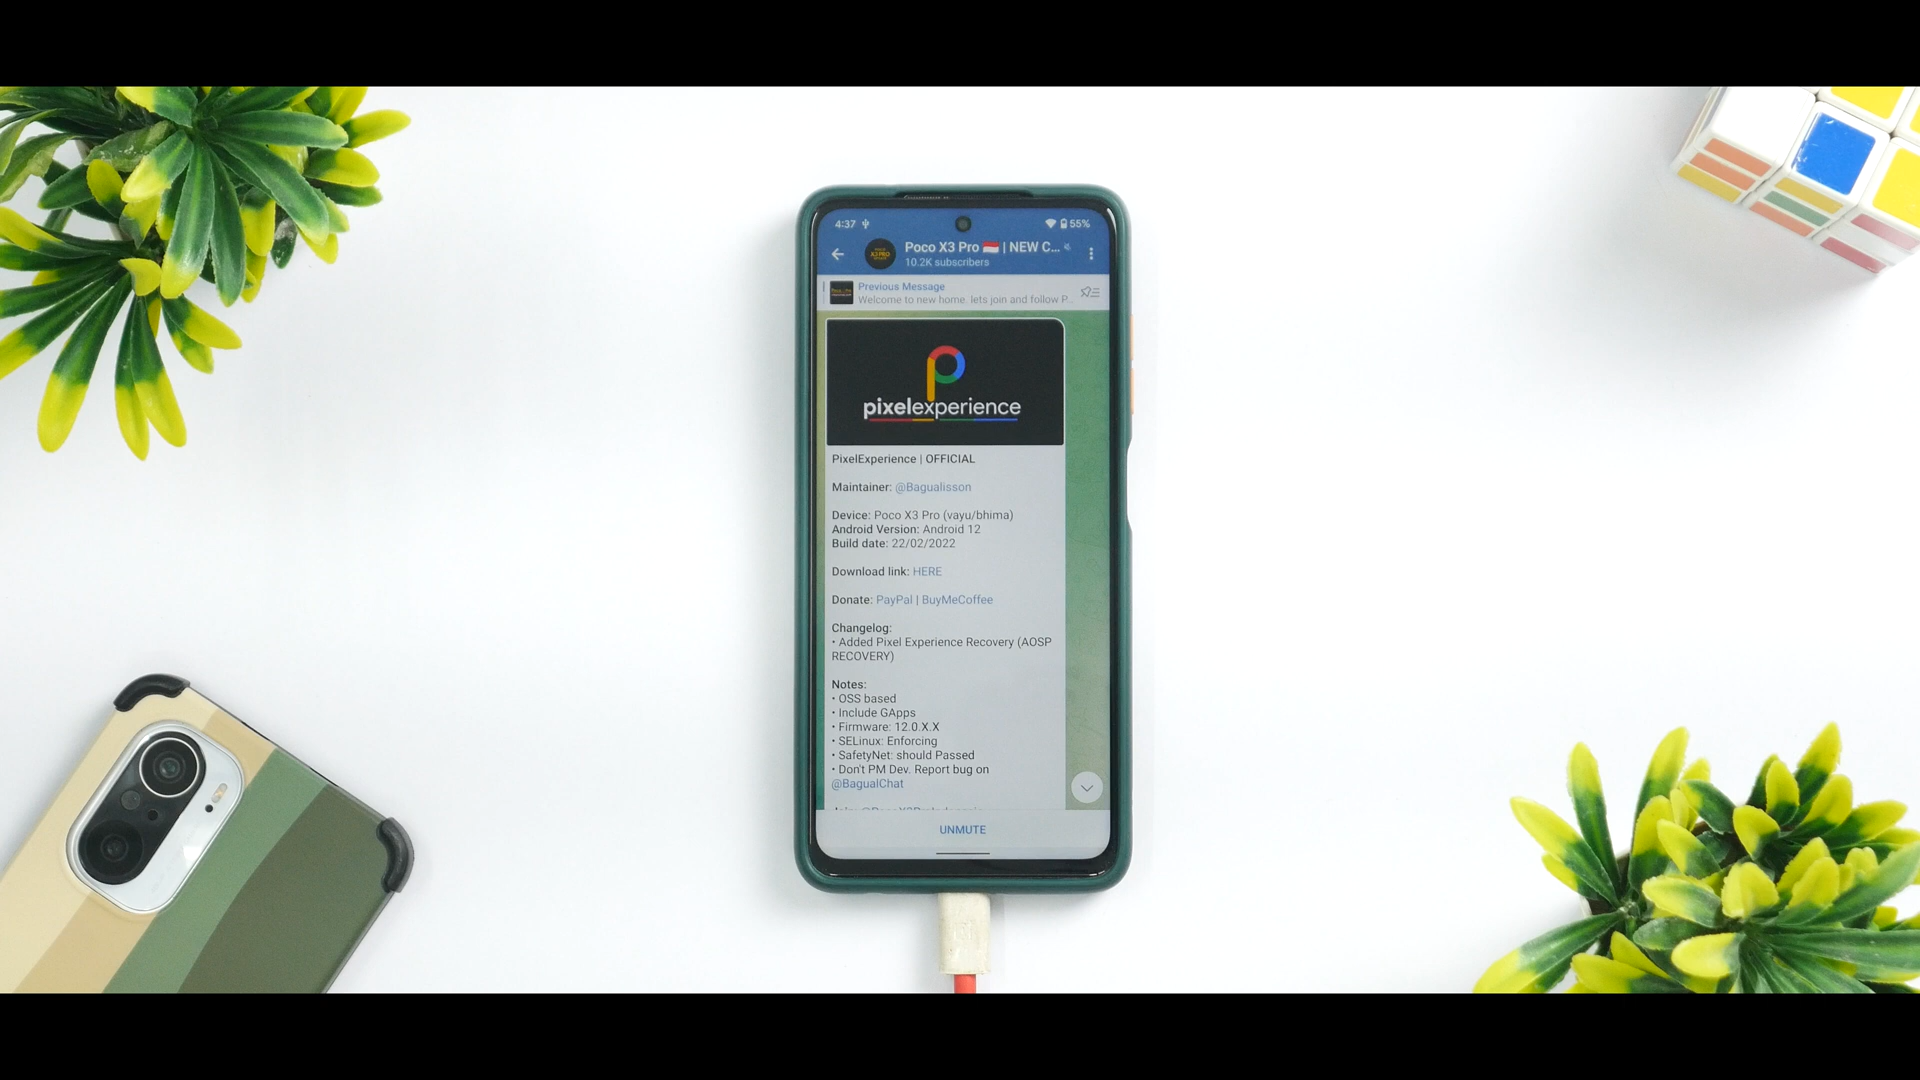 4:37 55%
Poco X3 Pro 🇮🇩 | NEW C...
10.2K subscribers
Previous Message
Welcome to new home. lets join and follow P...
pixelexperience
PixelExperience | OFFICIAL
Maintainer: @Bagualisson
Device: Poco X3 Pro (vayu/bhima)
Android Version: Android 12
Build date: 22/02/2022
Download link: HERE
Donate: PayPal | BuyMeCoffee
Changelog:
• Added Pixel Experience Recovery (AOSP
RECOVERY)
Notes:
• OSS based
• Include GApps
• Firmware: 12.0.X.X
• SELinux: Enforcing
• SafetyNet: should Passed
• Don't PM Dev. Report bug on
@BagualChat
UNMUTE